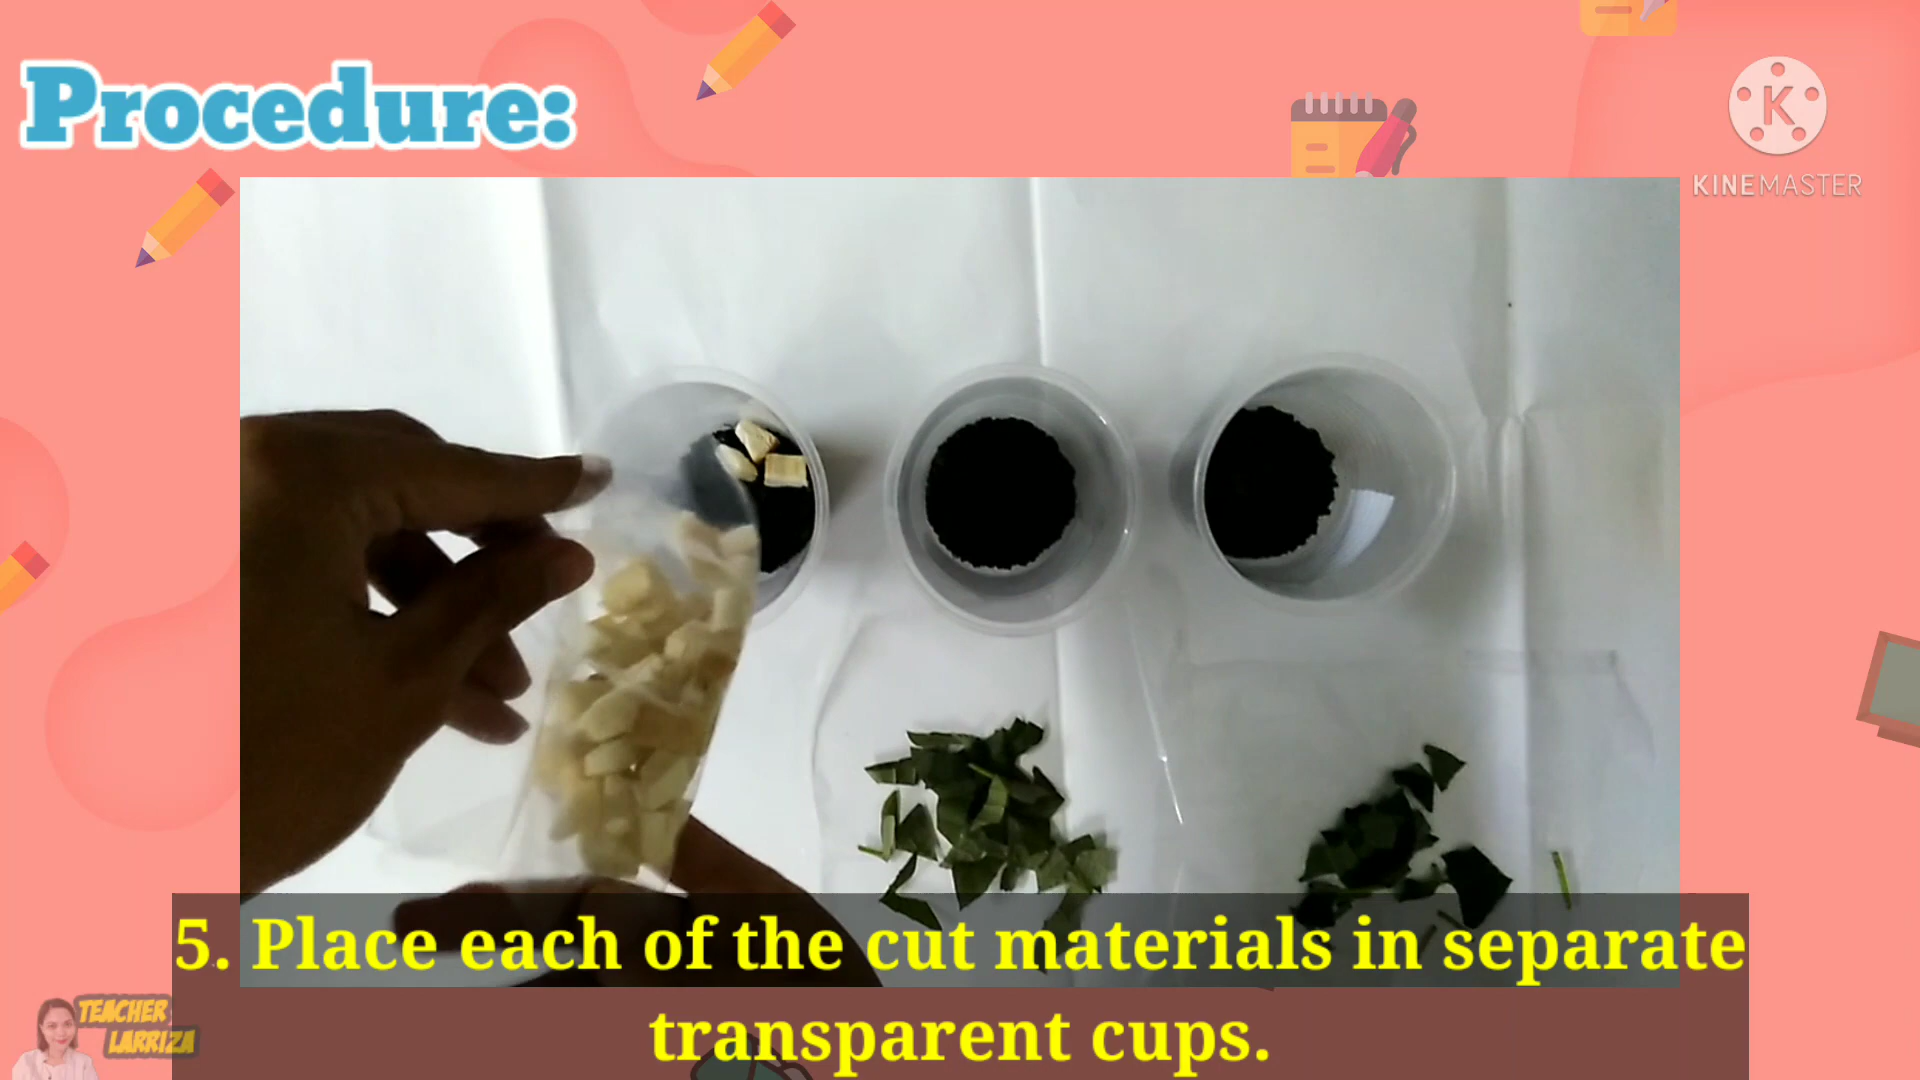 Procedure:
K
KINEMASTER
5. Place each of the cut materials in separate
transparent cups.
TEACHER
LARRIZA